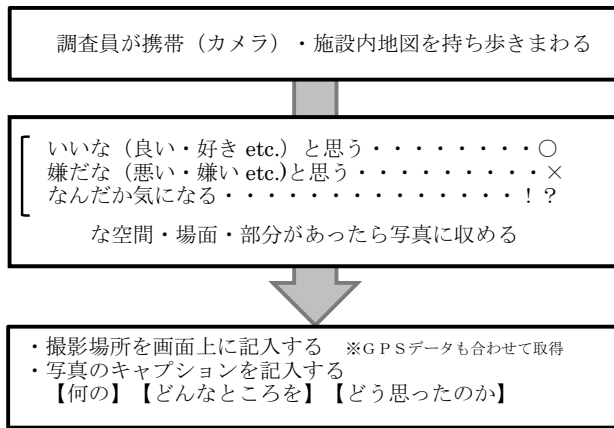 調査員が携帯（カメラ）・施設内地図を持ち歩きまわる
いいな（良い・好き etc.）と思う・・・・・・・・○
嫌だな（悪い・嫌い etc.)と思う・・・・・・・・・×
なんだか気になる・・・・・・・・・・・・・・！？
な空間・場面・部分があったら写真に収める
・撮影場所を画面上に記入する　※ＧＰＳデータも合わせて取得
・写真のキャプションを記入する
【何の】【どんなところを】【どう思ったのか】